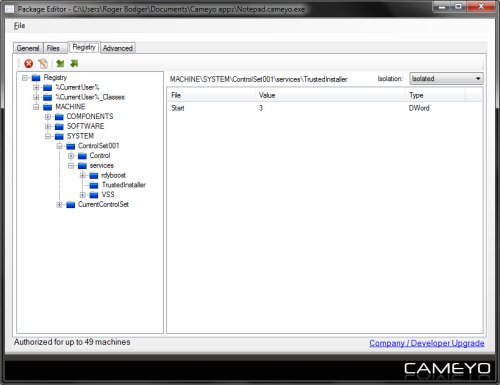 Package Editor - C:\Users\Roger Bodger\Documents\Cameyo apps\Notepad.cameyo.exe
File
General Files Registry Advanced
MACHINE\SYSTEM\ControlSet001\services\TrustedInstaller Isolation: Isolated
Registry
%CurrentUser%
%CurrentUser%_Classes
MACHINE
COMPONENTS
SOFTWARE
SYSTEM
ControlSet001
Control
services
rdyboost
TrustedInstaller
VSS
CurrentControlSet
File Value Type
Start 3 DWord
Authorized for up to 49 machines
Company / Developer Upgrade
CAMEYO